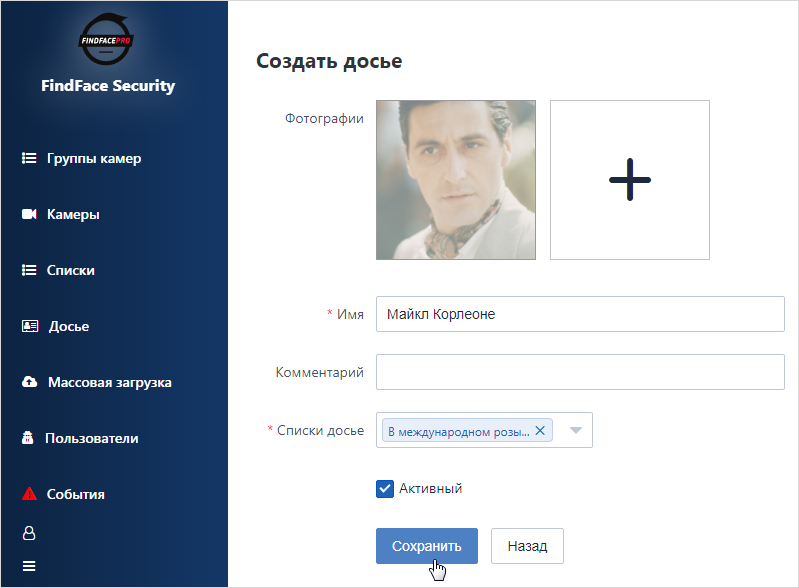 FINDFACEPRO
FindFace Security
Группы камер
Камеры
Списки
Досье
Массовая загрузка
Пользователи
События
Создать досье
Фотографии
* Имя
Майкл Корлеоне
Комментарий
* Списки досье
В международном розы...
Активный
Сохранить
Назад